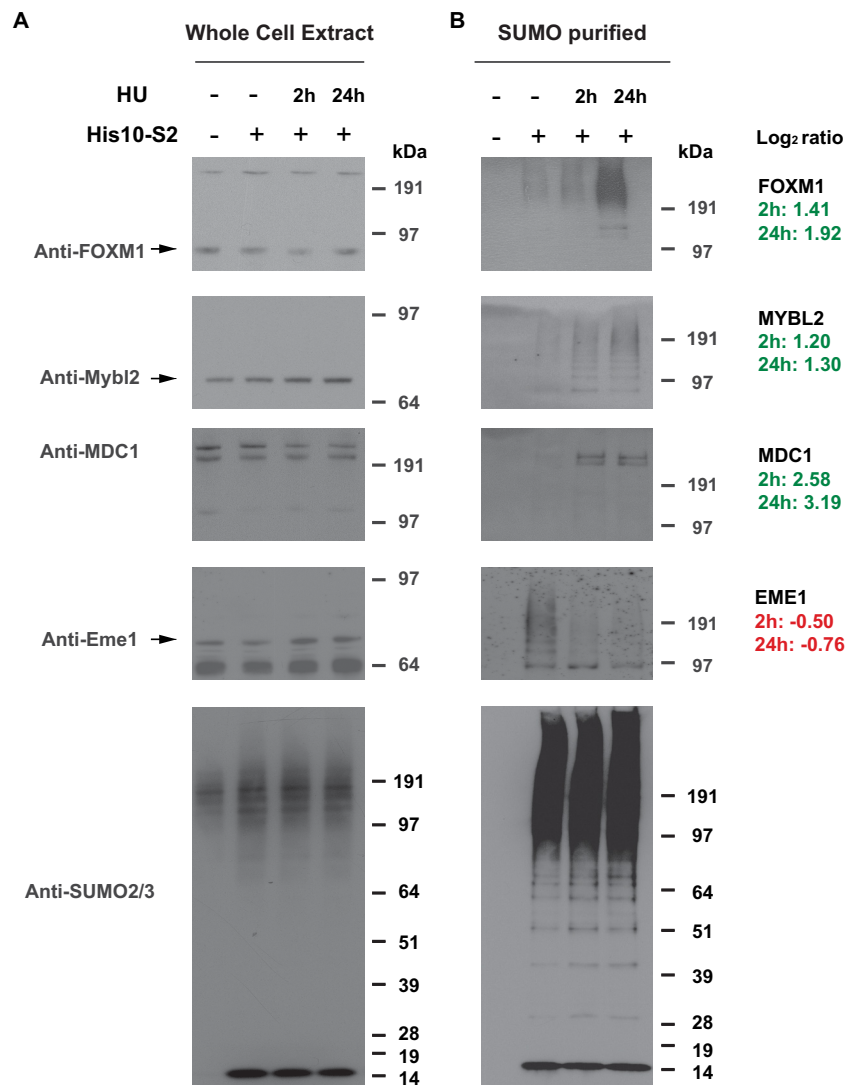 A
Whole Cell Extract
HU - - 2h 24h
His10-S2 - + + +
kDa
191
97
Anti-FOXM1
97
Anti-Mybl2
64
Anti-MDC1
191
97
97
Anti-Eme1
64
191
97
Anti-SUMO2/3
64
51
39
28
19
14
B
SUMO purified
- - 2h 24h
- + + +
kDa
Log₂ ratio
191
97
FOXM1
2h: 1.41
24h: 1.92
191
97
MYBL2
2h: 1.20
24h: 1.30
191
97
MDC1
2h: 2.58
24h: 3.19
191
97
EME1
2h: -0.50
24h: -0.76
191
97
64
51
39
28
19
14